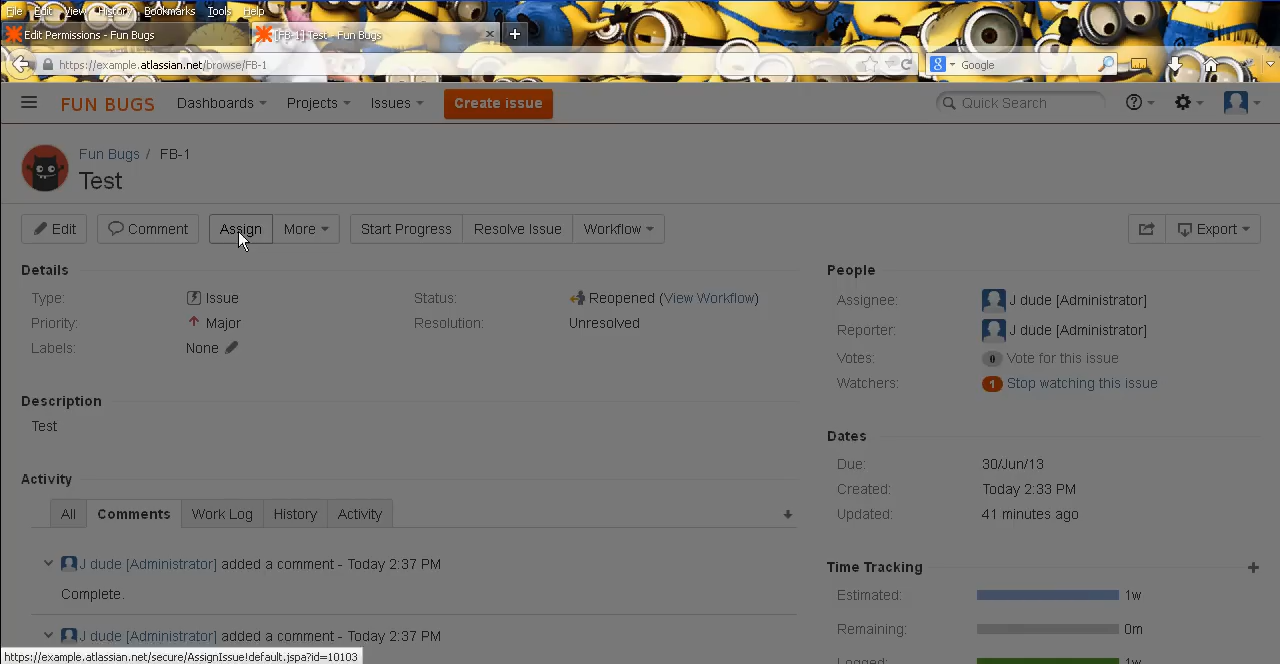 File Edit View History Bookmarks Tools Help
Edit Permissions - Fun Bugs [FB-1] Test - Fun Bugs
https://example.atlassian.net/browse/FB-1 Google
FUN BUGS Dashboards Projects Issues Create issue Quick Search
Fun Bugs / FB-1
Test
Edit Comment Assign More Start Progress Resolve Issue Workflow Export
Details
Type: Issue Status: Reopened (View Workflow)
Priority: Major Resolution: Unresolved
Labels: None
Description
Test
Activity
All Comments Work Log History Activity
J dude [Administrator] added a comment - Today 2:37 PM
Complete.
J dude [Administrator] added a comment - Today 2:37 PM
People
Assignee: J dude [Administrator]
Reporter: J dude [Administrator]
Votes: 0 Vote for this issue
Watchers: 1 Stop watching this issue
Dates
Due: 30/Jun/13
Created: Today 2:33 PM
Updated: 41 minutes ago
Time Tracking
Estimated: 1w
Remaining: 0m
Logged: 1w
https://example.atlassian.net/secure/AssignIssue!default.jspa?id=10103